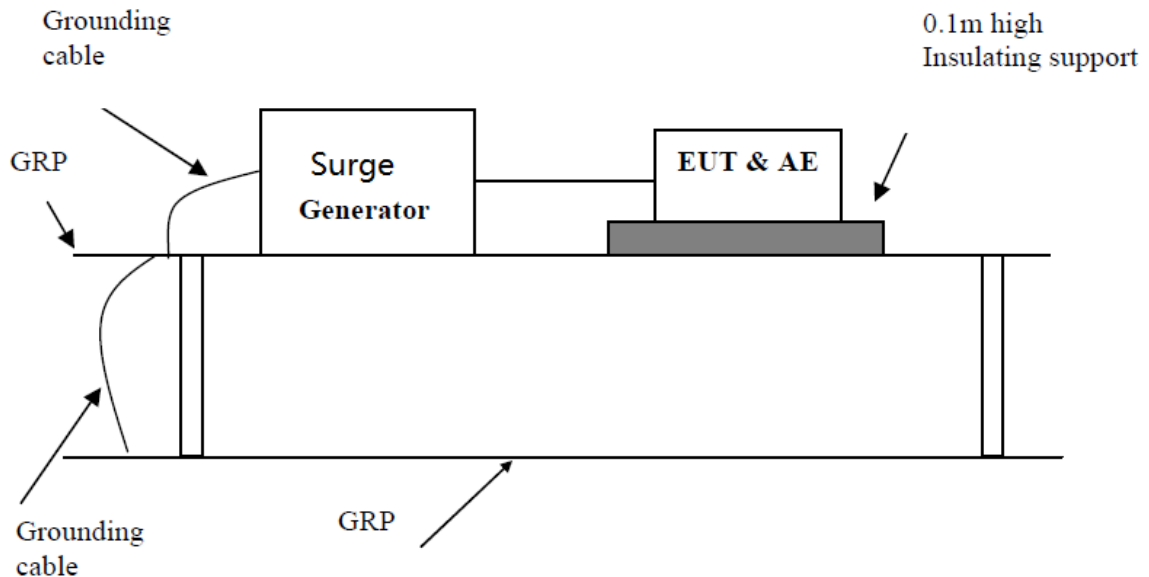 Grounding
cable
0.1m high
Insulating support
GRP
Surge
Generator
EUT & AE
Grounding
cable
GRP